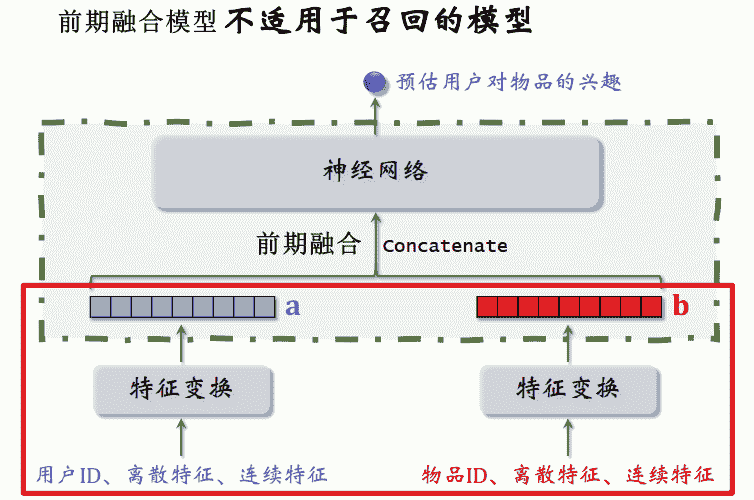 前期融合模型 不适用于召回的模型
预估用户对物品的兴趣
神经网络
前期融合 Concatenate
a
b
特征变换
特征变换
用户ID、离散特征、连续特征
物品ID、离散特征、连续特征